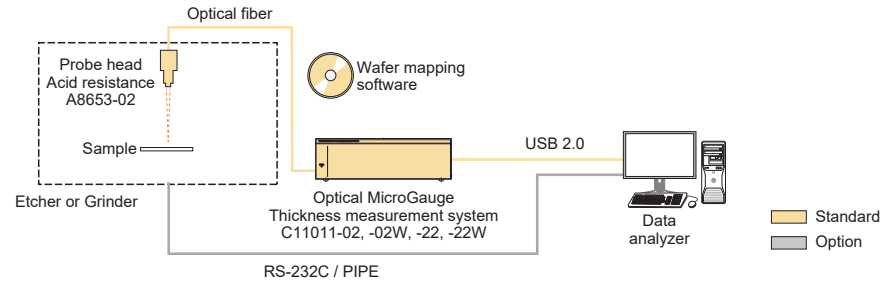 Optical fiber
Probe head
Acid resistance
A8653-02
Wafer mapping
software
Sample
USB 2.0
Etcher or Grinder
Optical MicroGauge
Thickness measurement system
C11011-02, -02W, -22, -22W
Data
analyzer
Standard
Option
RS-232C / PIPE